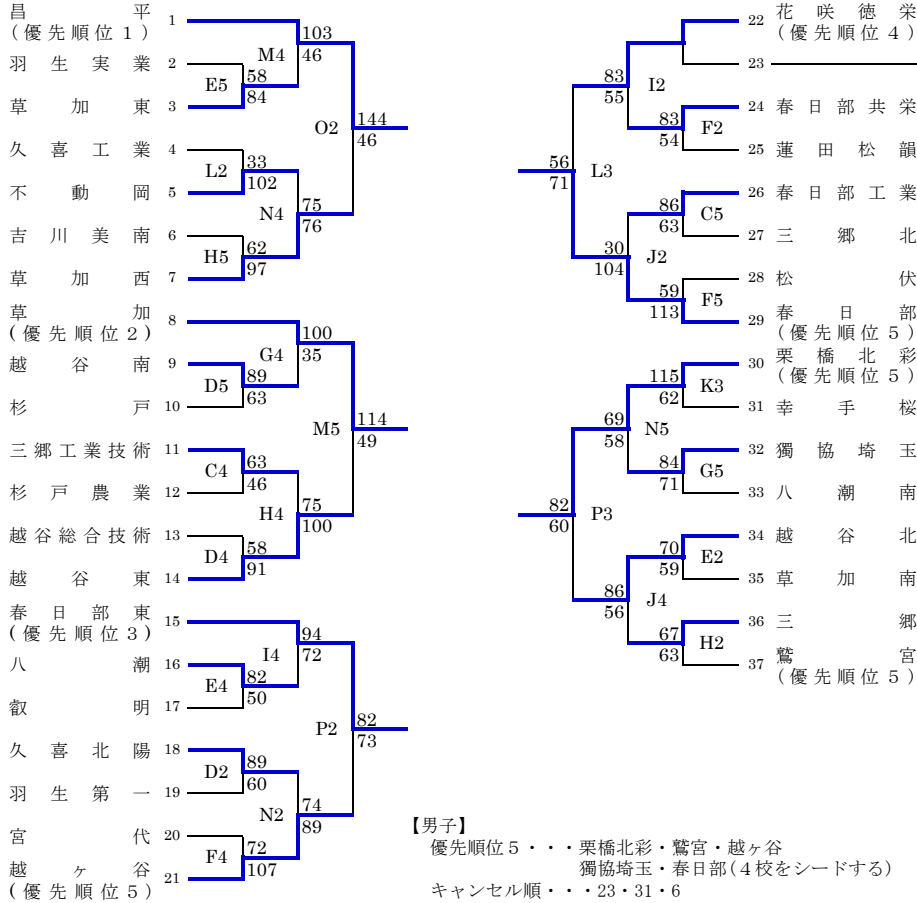 昌平 1
(優先順位1)
羽生実業 2
草加東 3
久喜工業 4
不動岡 5
吉川美南 6
草加西 7
草加 8
(優先順位2)
越谷南 9
杉戸 10
三郷工業技術 11
杉戸農業 12
越谷総合技術 13
越谷東 14
春日部東 15
(優先順位3)
八潮 16
叡明 17
久喜北陽 18
羽生第一 19
宮代 20
越ヶ谷 21
(優先順位5)
M4 103 46
E5 58 84
O2 144 46
L2 33 102
N4 75 76
H5 62 97
G4 100 35
D5 89 63
M5 114 49
C4 63 46
H4 75 100
D4 58 91
I4 94 72
E4 82 50
P2 82 73
D2 89 60
N2 74 89
F4 72 107
22 花咲徳栄
(優先順位4)
23
24 春日部共栄
25 蓮田松韻
26 春日部工業
27 三郷北
28 松伏
29 春日部
(優先順位5)
30 栗橋北彩
(優先順位5)
31 幸手桜
32 獨協埼玉
33 八潮南
34 越谷北
35 草加南
36 三郷
37 鷲宮
(優先順位5)
83 55 I2
83 54 F2
56 71 L3
86 63 C5
30 104 J2
59 113 F5
115 62 K3
69 58 N5
84 71 G5
82 60 P3
70 59 E2
86 56 J4
67 63 H2
【男子】
優先順位5・・・栗橋北彩・鷲宮・越ヶ谷
獨協埼玉・春日部(4校をシードする)
キャンセル順・・・23・31・6